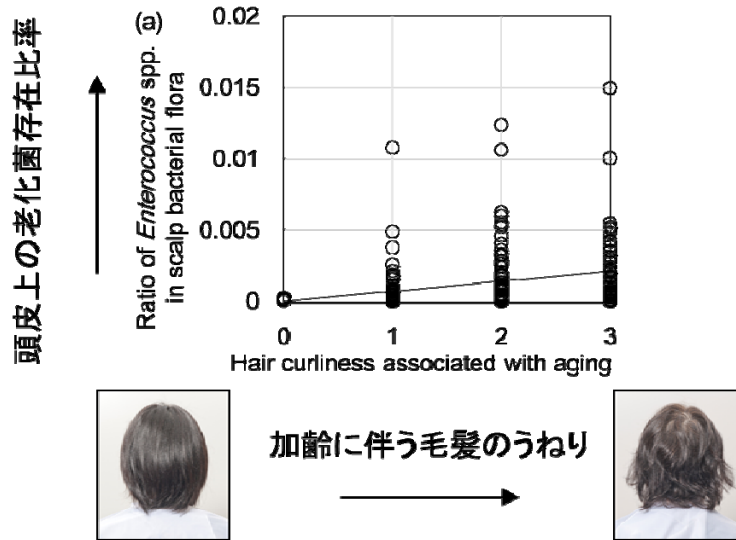 頭皮上の老化菌存在比率
(a)
Ratio of Enterococcus spp.
in scalp bacterial flora
0.02
0.015
0.01
0.005
0
0 1 2 3
Hair curliness associated with aging
加齢に伴う毛髪のうねり